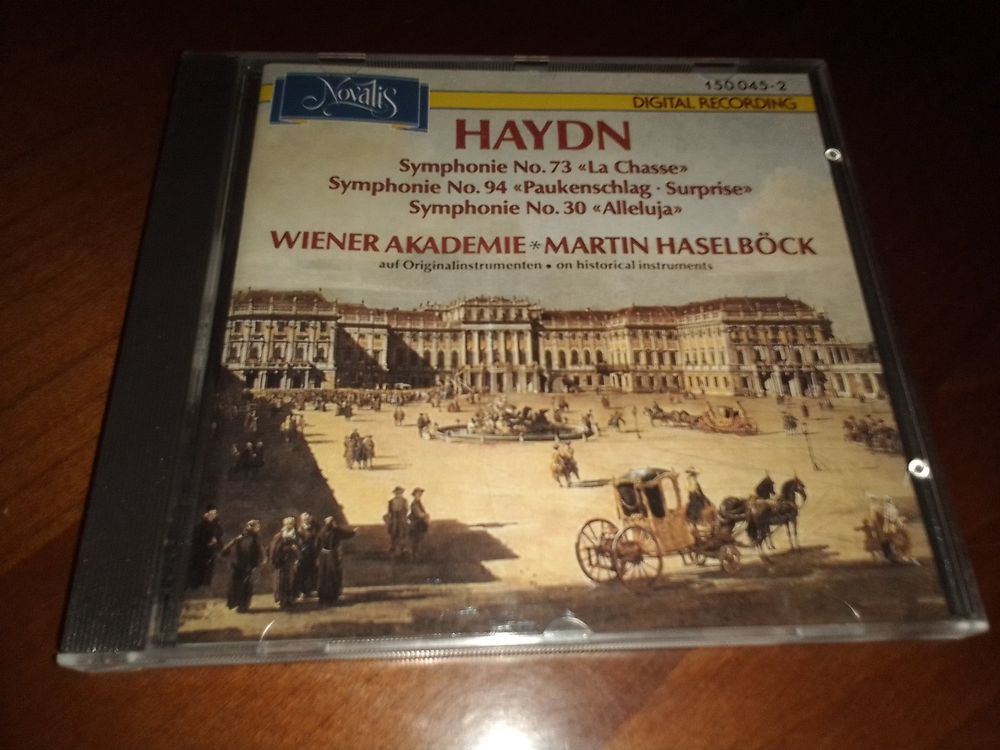 Novalis
150 045-2
DIGITAL RECORDING
HAYDN
Symphonie No. 73 «La Chasse»
Symphonie No. 94 «Paukenschlag · Surprise»
Symphonie No. 30 «Alleluja»
WIENER AKADEMIE * MARTIN HASELBÖCK
auf Originalinstrumenten • on historical instruments